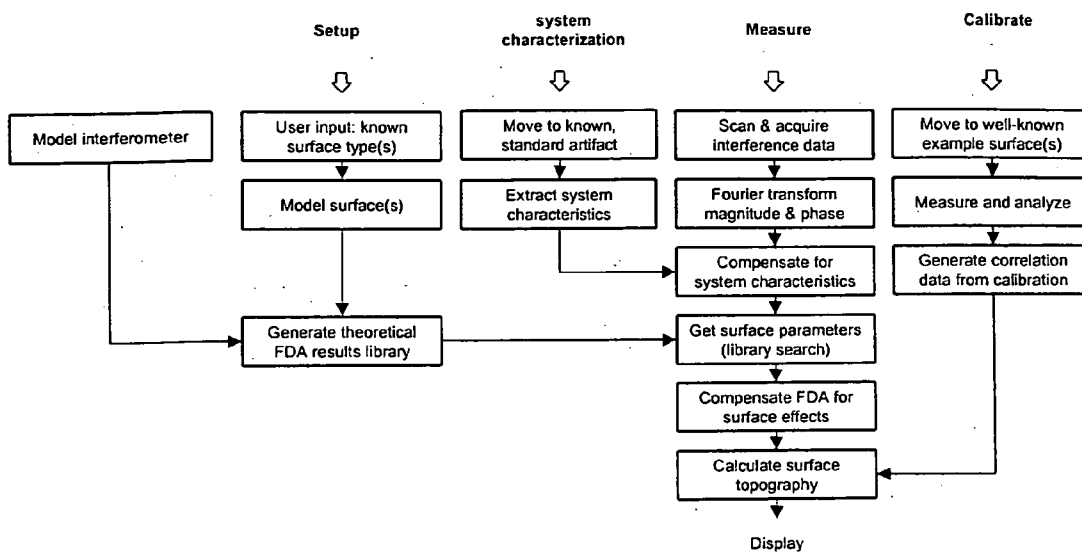 Setup
system
characterization
Measure
Calibrate
Model interferometer
User input: known
surface type(s)
Move to known,
standard artifact
Scan & acquire
interference data
Move to well-known
example surface(s)
Model surface(s)
Extract system
characteristics
Fourier transform
magnitude & phase
Measure and analyze
Compensate for
system characteristics
Generate correlation
data from calibration
Generate theoretical
FDA results library
Get surface parameters
(library search)
Compensate FDA for
surface effects
Calculate surface
topography
Display